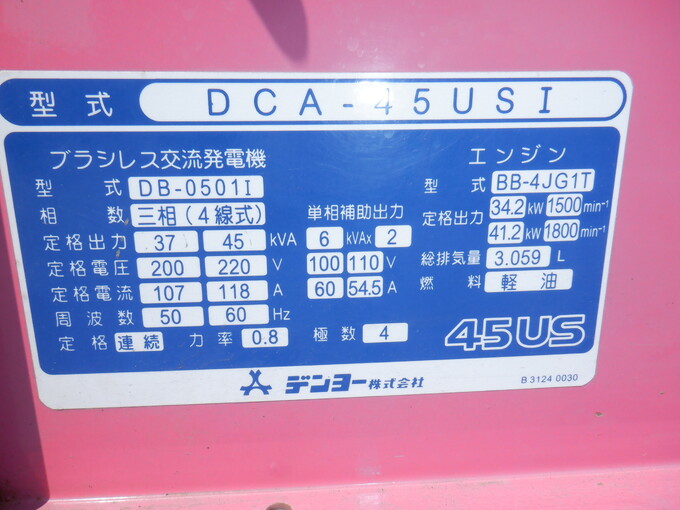 型式 DCA-45USI
ブラシレス交流発電機
型式 DB-0501I
相数 三相(4線式)
定格出力 37 45 kVA
定格電圧 200 220 V
定格電流 107 118 A
周波数 50 60 Hz
定格 連続 力率 0.8 極数 4
単相補助出力
6 kVAx 2
100 110 V
60 54.5 A
エンジン
型式 BB-4JG1T
定格出力 34.2 kW 1500 min⁻¹
41.2 kW 1800 min⁻¹
総排気量 3.059 L
燃料 軽油
45US
デンヨー株式会社
B 3124 0030